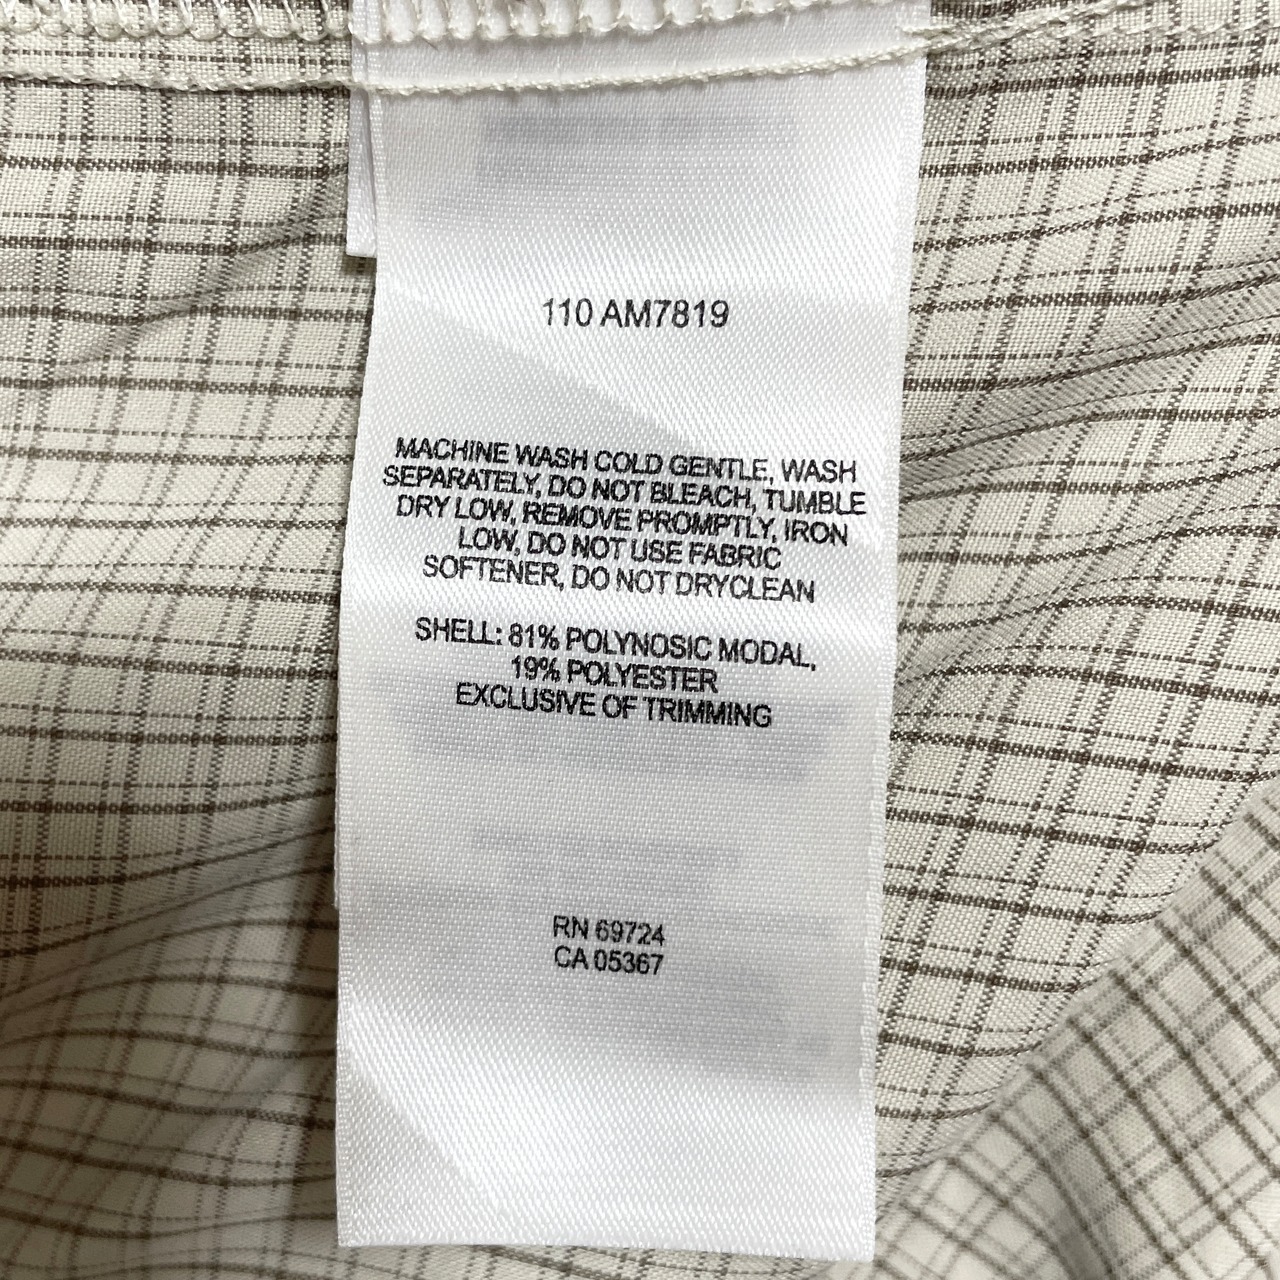 110 AM7819
MACHINE WASH COLD GENTLE, WASH
SEPARATELY, DO NOT BLEACH, TUMBLE
DRY LOW, REMOVE PROMPTLY, IRON
LOW, DO NOT USE FABRIC
SOFTENER, DO NOT DRYCLEAN
SHELL: 81% POLYNOSIC MODAL,
19% POLYESTER
EXCLUSIVE OF TRIMMING
RN 69724
CA 05367